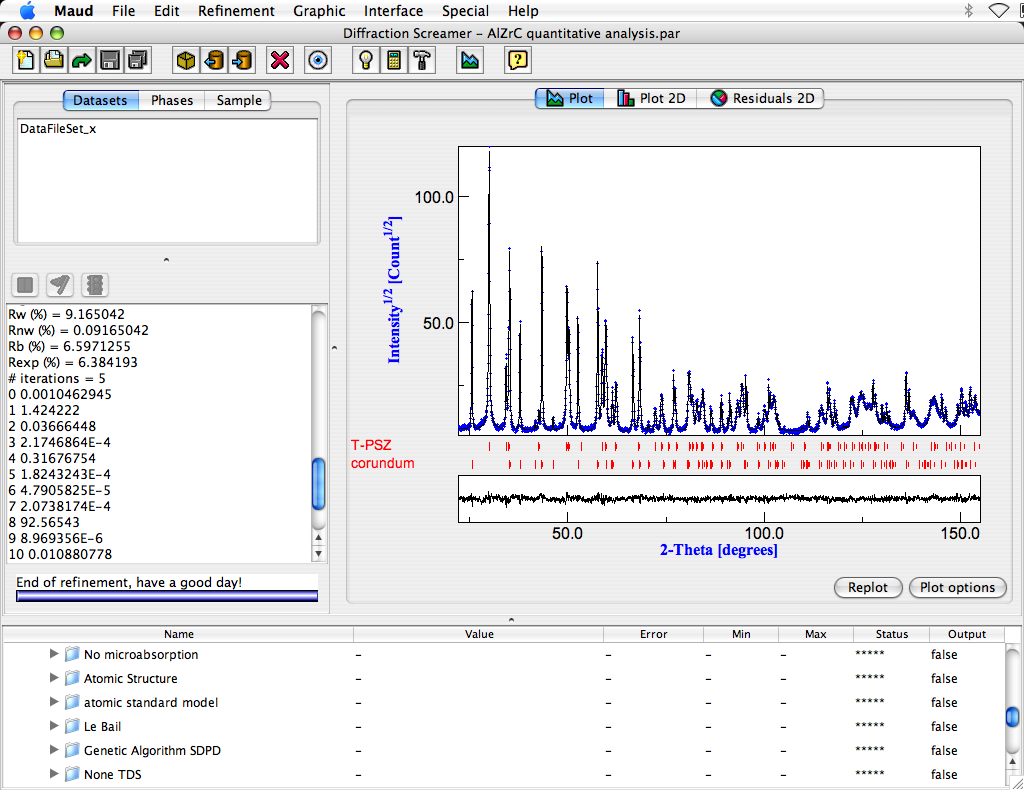 Maud File Edit Refinement Graphic Interface Special Help
Diffraction Screamer – AlZrC quantitative analysis.par
Datasets Phases Sample
DataFileSet_x
Rw (%) = 9.165042
Rnw (%) = 0.09165042
Rb (%) = 6.5971255
Rexp (%) = 6.384193
# iterations = 5
0 0.0010462945
1 1.424222
2 0.03666448
3 2.1746864E-4
4 0.31676754
5 1.8243243E-4
6 4.7905825E-5
7 2.0738174E-4
8 92.56543
9 8.969356E-6
10 0.010880778
End of refinement, have a good day!
Plot Plot 2D Residuals 2D
Intensity1/2 [Count1/2]
100.0
50.0
T-PSZ
corundum
50.0 100.0 150.0
2-Theta [degrees]
Replot Plot options
Name Value Error Min Max Status Output
No microabsorption – – – – ***** false
Atomic Structure – – – – ***** false
atomic standard model – – – – ***** false
Le Bail – – – – ***** false
Genetic Algorithm SDPD – – – – ***** false
None TDS – – – – ***** false